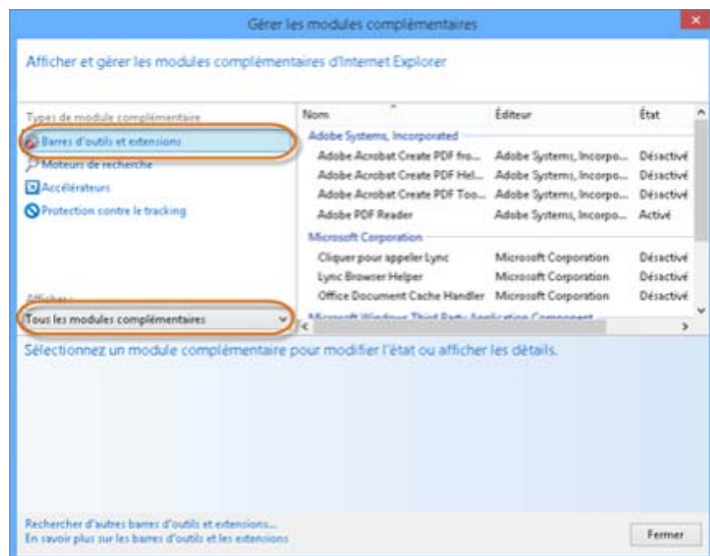 Gérer les modules complémentaires
Afficher et gérer les modules complémentaires d'Internet Explorer
Types de module complémentaire
Barres d'outils et extensions
Moteurs de recherche
Accélérateurs
Protection contre le tracking
Afficher :
Tous les modules complémentaires
Nom Éditeur État
Adobe Systems, Incorporated
Adobe Acrobat Create PDF fro... Adobe Systems, Incorpo... Désactivé
Adobe Acrobat Create PDF Hel... Adobe Systems, Incorpo... Désactivé
Adobe Acrobat Create PDF Too... Adobe Systems, Incorpo... Désactivé
Adobe PDF Reader Adobe Systems, Incorpo... Activé
Microsoft Corporation
Cliquer pour appeler Lync Microsoft Corporation Désactivé
Lync Browser Helper Microsoft Corporation Désactivé
Office Document Cache Handler Microsoft Corporation Désactivé
Microsoft Windows Third Party Application Component
Sélectionnez un module complémentaire pour modifier l'état ou afficher les détails.
Rechercher d'autres barres d'outils et extensions...
En savoir plus sur les barres d'outils et les extensions
Fermer